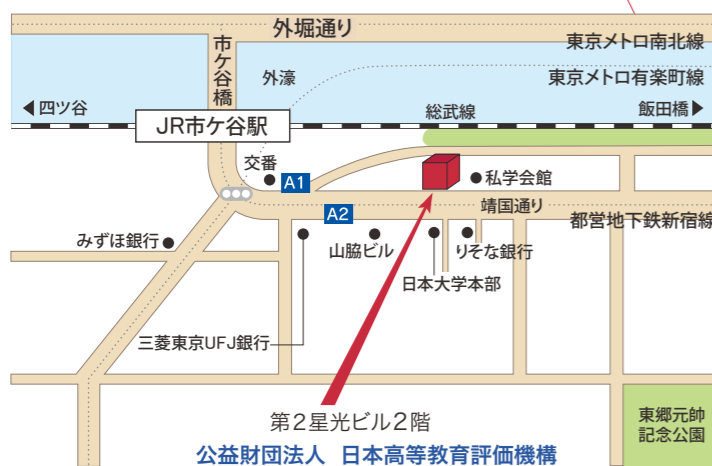 外堀通り
市ケ谷橋
東京メトロ南北線
外濠
東京メトロ有楽町線
四ツ谷
総武線
飯田橋
JR市ケ谷駅
交番
A1
私学会館
A2
靖国通り
都営地下鉄新宿線
みずほ銀行
山脇ビル
りそな銀行
日本大学本部
三菱東京UFJ銀行
第2星光ビル2階
公益財団法人 日本高等教育評価機構
東郷元帥
記念公園